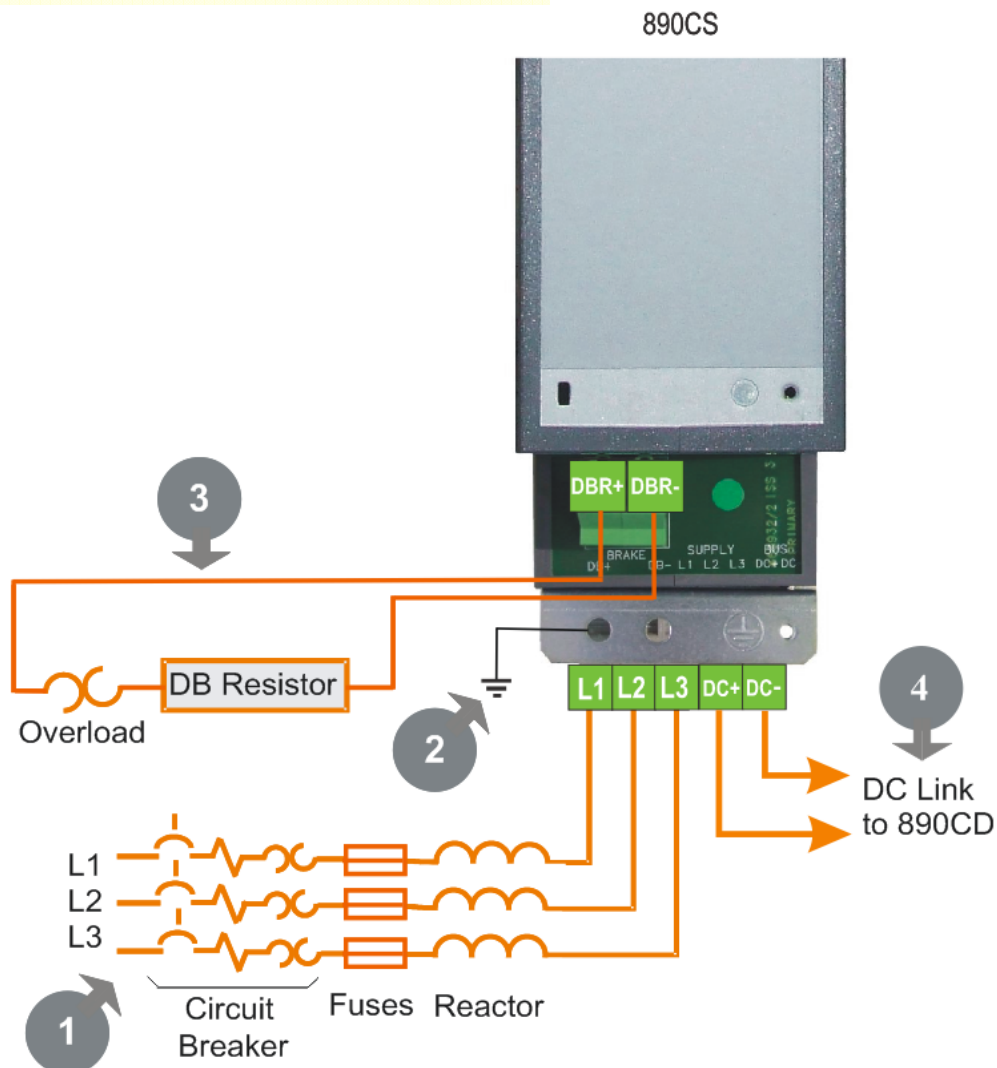 890CS
DBR+ DBR-
3
BRAKE SUPPLY BUS
DB- L1 L2 L3 DC+ DC
PRIMARY
DB Resistor
Overload
L1 L2 L3 DC+ DC-
2
4
DC Link
to 890CD
L1
L2
L3
1
Circuit
Breaker
Fuses Reactor